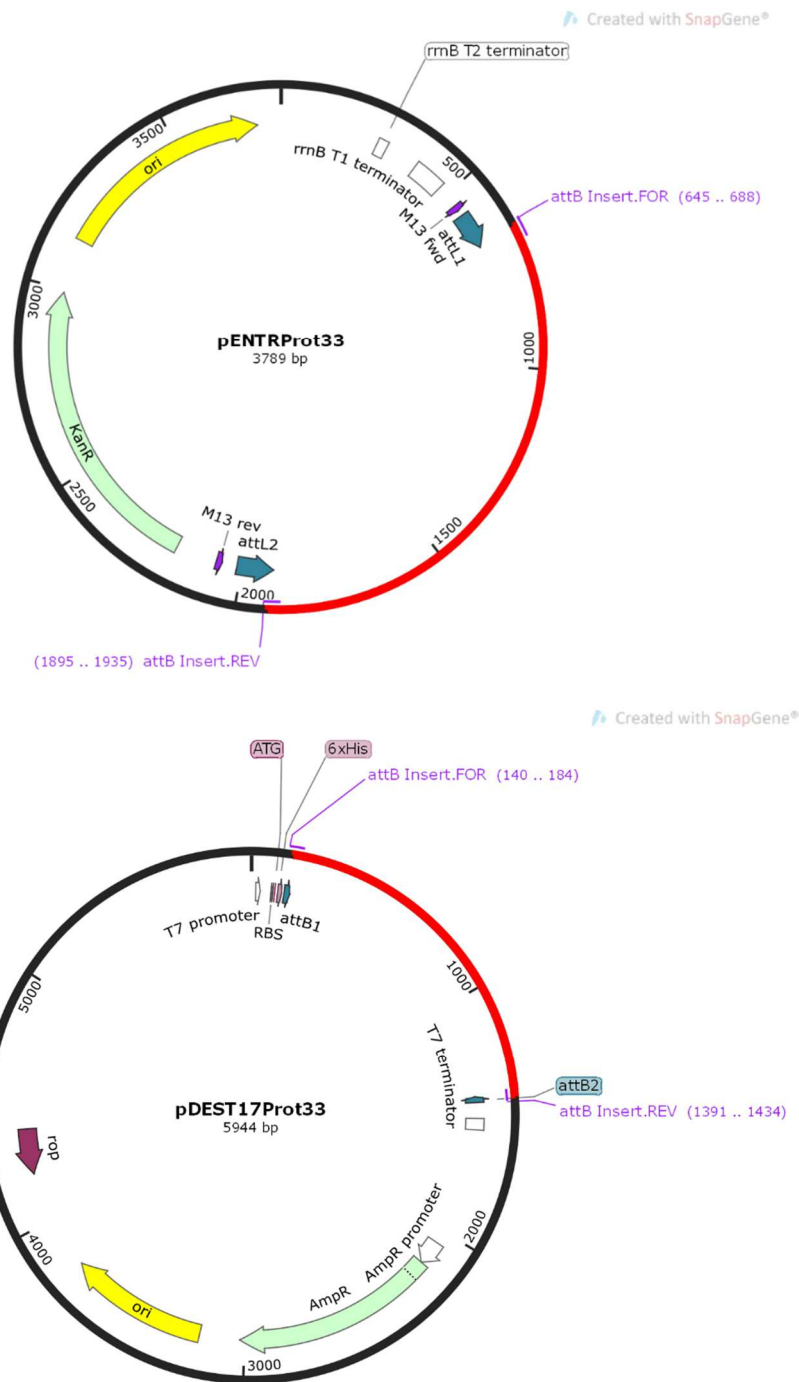 Created with SnapGene®
rrnB T2 terminator
3500
ori
rrnB T1 terminator
500
attB Insert.FOR (645 .. 688)
M13 fwd
attL1
3000
pENTRProt33
3789 bp
1000
KanR
2500
M13 rev
attL2
1500
2000
(1895 .. 1935) attB Insert.REV
Created with SnapGene®
ATG
6xHis
attB Insert.FOR (140 .. 184)
T7 promoter
RBS
attB1
5000
1000
T7 terminator
attB2
attB Insert.REV (1391 .. 1434)
pDEST17Prot33
5944 bp
rop
AmpR promoter
2000
4000
ori
AmpR
3000